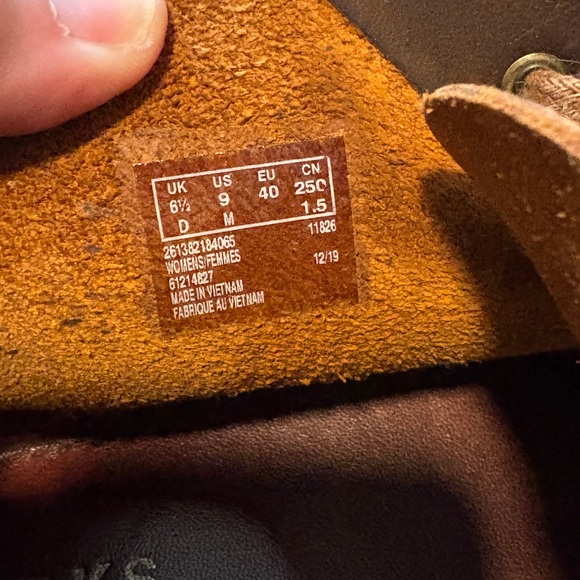 UK US EU CN
6½ 9 40 250
D M 1.5
261382184065 11826
WOMENS/FEMMES
61214827 12/19
MADE IN VIETNAM
FABRIQUE AU VIETNAM